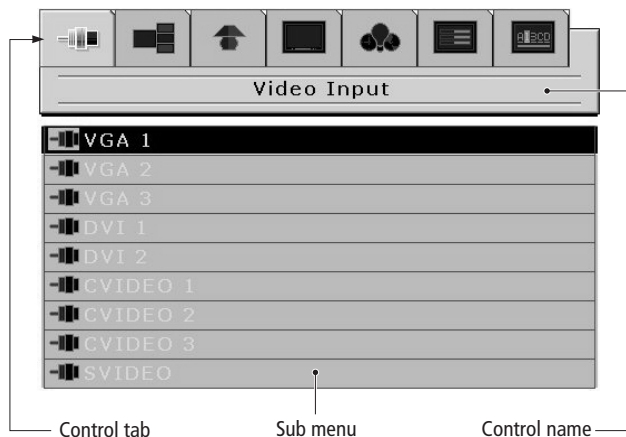 ABCD
Video Input
VGA 1
VGA 2
VGA 3
DVI 1
DVI 2
CVIDEO 1
CVIDEO 2
CVIDEO 3
SVIDEO
Control tab Sub menu Control name